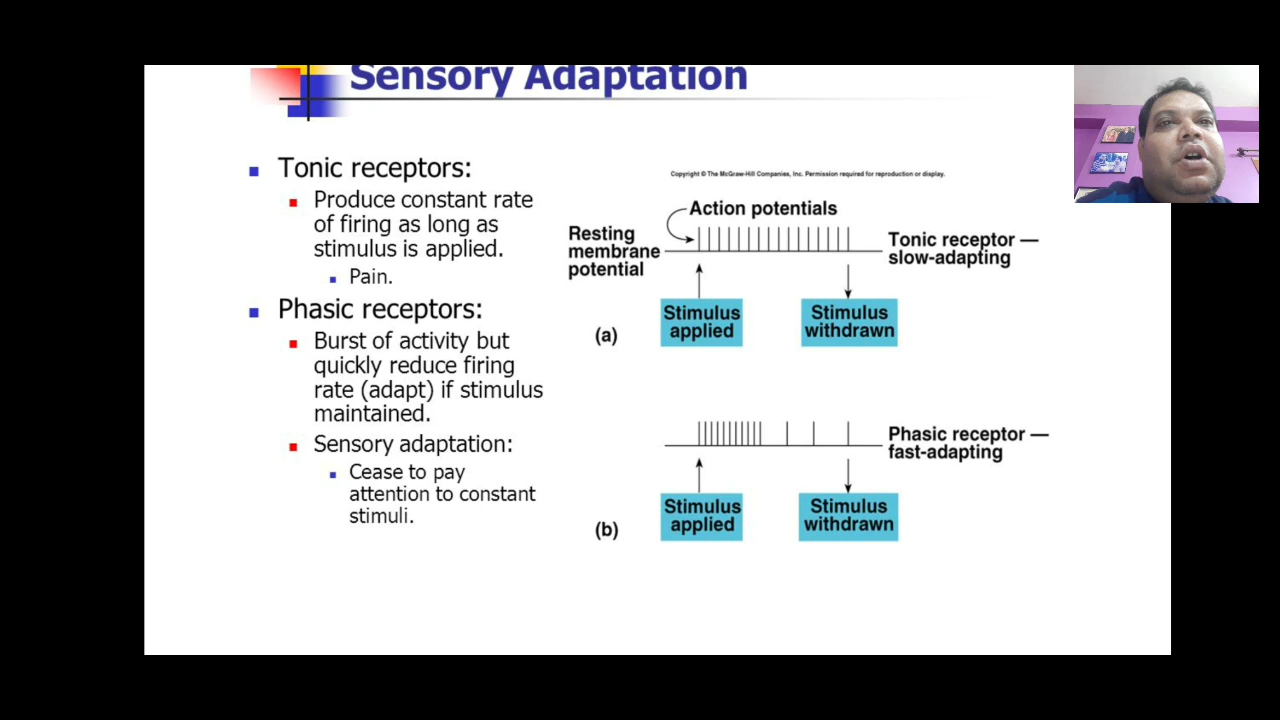 Sensory Adaptation
Tonic receptors:
Produce constant rate
of firing as long as
stimulus is applied.
Pain.
Phasic receptors:
Burst of activity but
quickly reduce firing
rate (adapt) if stimulus
maintained.
Sensory adaptation:
Cease to pay
attention to constant
stimuli.
Copyright © The McGraw-Hill Companies, Inc. Permission required for reproduction or display.
Action potentials
Resting
membrane
potential
Tonic receptor —
slow-adapting
Stimulus
applied
Stimulus
withdrawn
(a)
Phasic receptor —
fast-adapting
Stimulus
applied
Stimulus
withdrawn
(b)